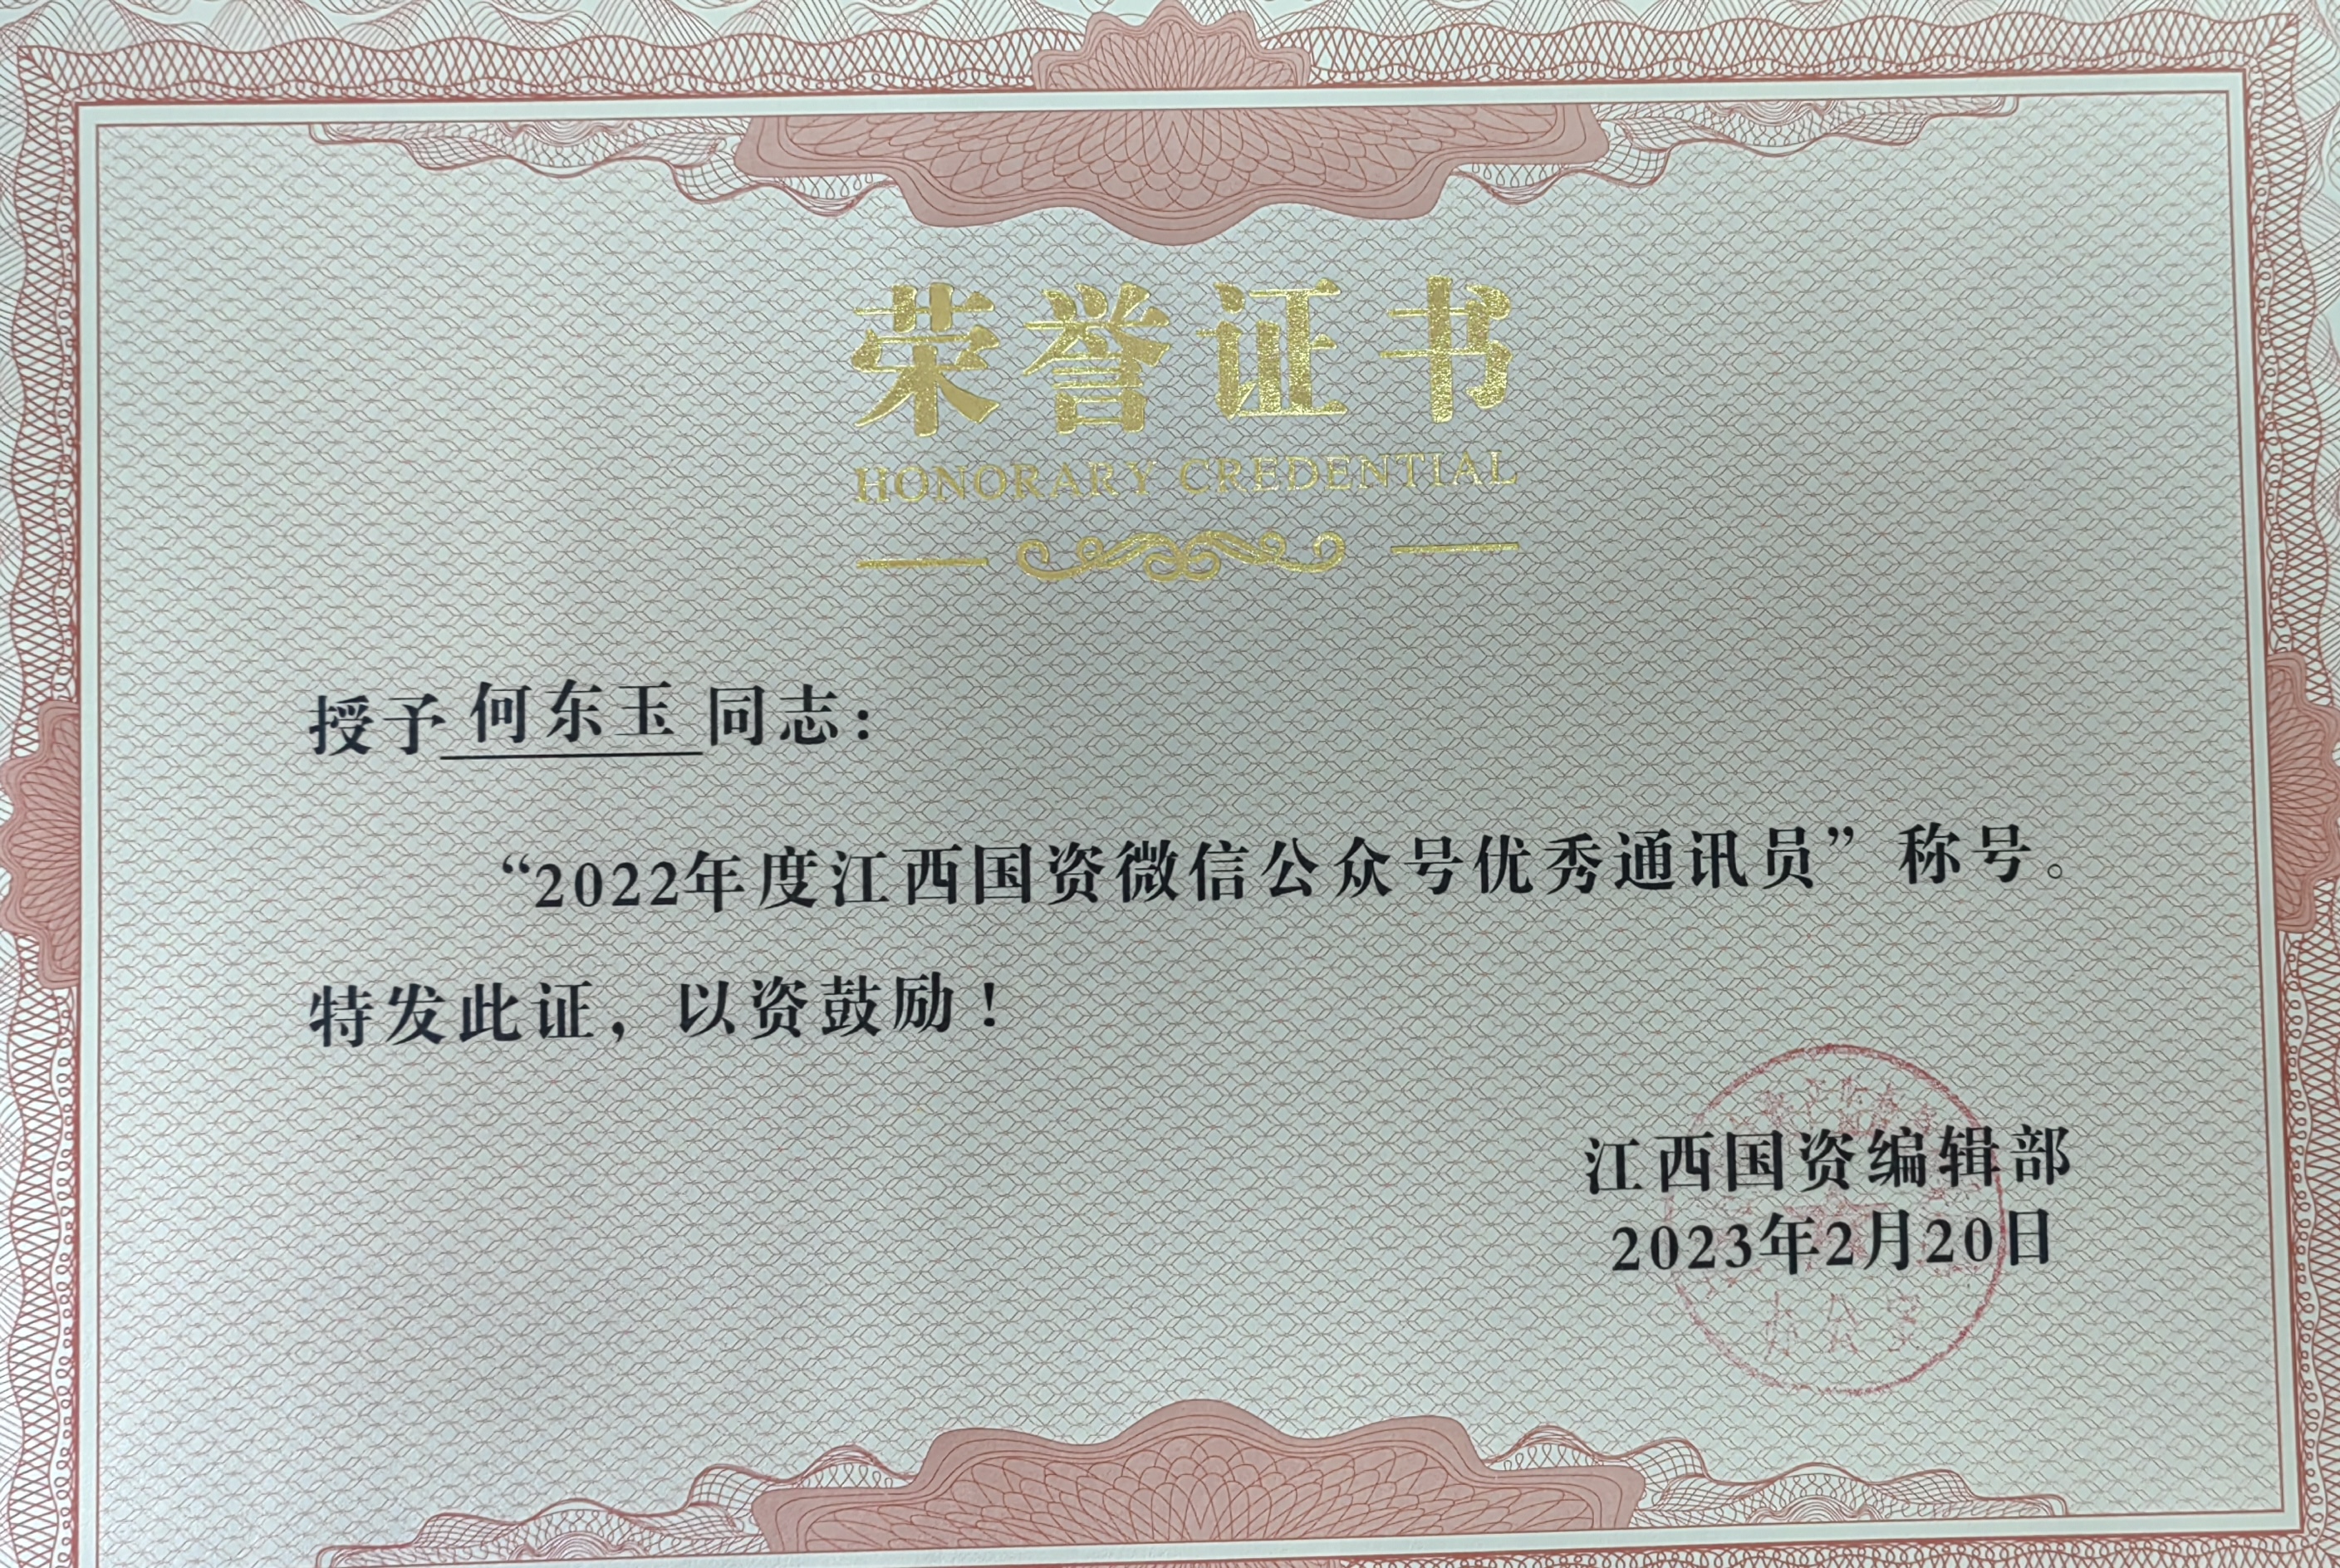 荣誉证书
HONORARY CREDENTIAL
授予 何东玉 同志：
“2022年度江西国资微信公众号优秀通讯员”称号。
特发此证，以资鼓励！
江西国资编辑部
2023年2月20日
办公室